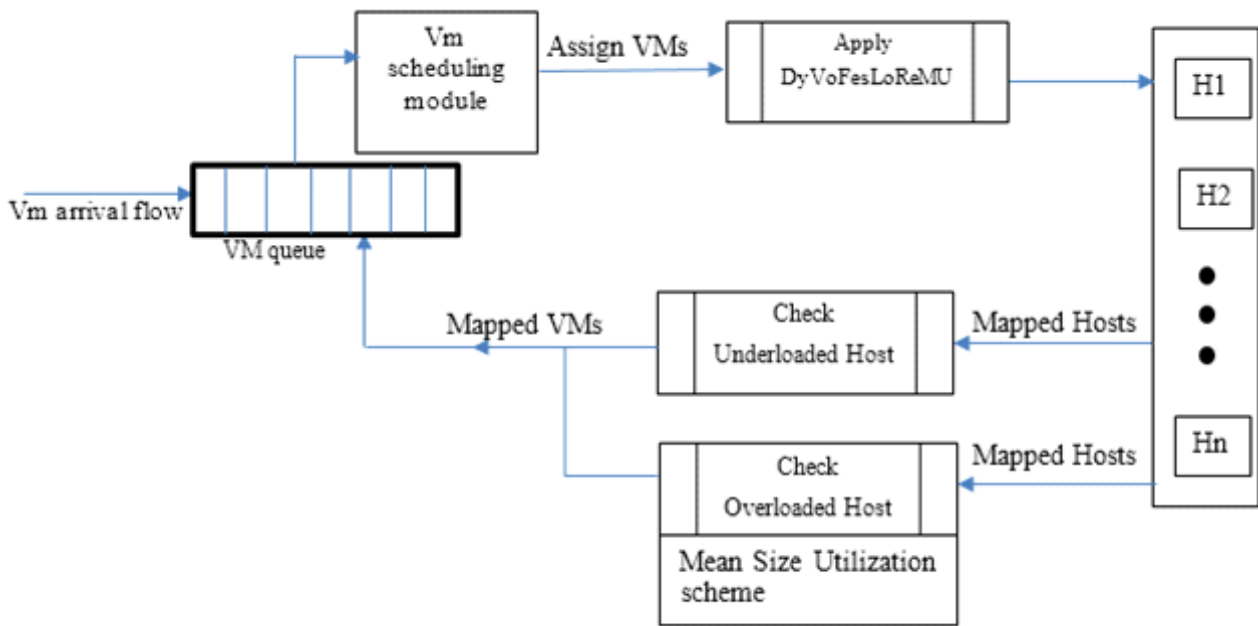 Vm
scheduling
module
Assign VMs
Apply
DyVoFesLoReMU
H1
Vm arrival flow
VM queue
H2
Mapped VMs
Check
Underloaded Host
Mapped Hosts
Check
Overloaded Host
Mapped Hosts
Hn
Mean Size Utilization
scheme